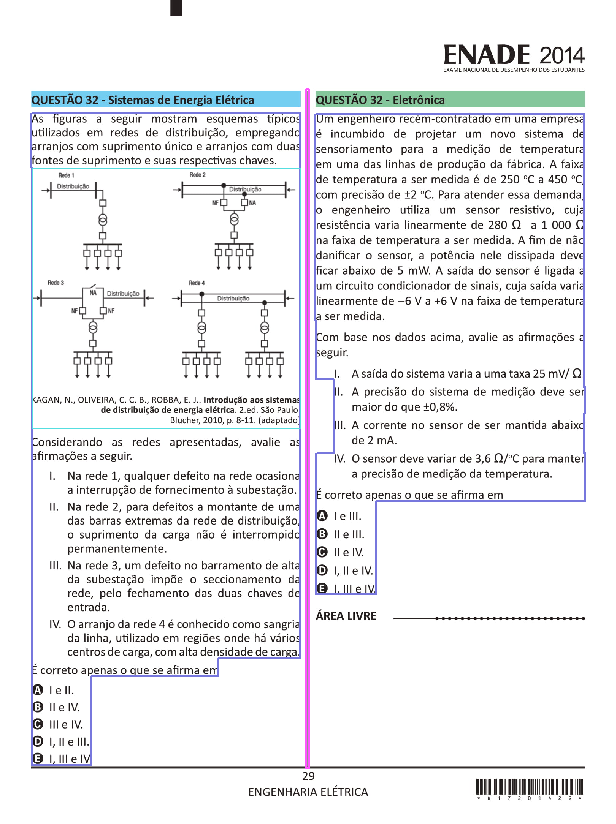 ENADE 2014
EXAME NACIONAL DE DESEMPENHO DOS ESTUDANTES
QUESTÃO 32 - Sistemas de Energia Elétrica
As figuras a seguir mostram esquemas típicos
utilizados em redes de distribuição, empregando
arranjos com suprimento único e arranjos com duas
fontes de suprimento e suas respectivas chaves.
Rede 1
Distribuição
Rede 2
Distribuição
NF
NA
Rede 3
NA
Distribuição
NF
NF
Rede 4
Distribuição
KAGAN, N., OLIVEIRA, C. C. B., ROBBA, E. J.. Introdução aos sistemas
de distribuição de energia elétrica. 2.ed. São Paulo:
Blucher, 2010, p. 8-11. (adaptado)
Considerando as redes apresentadas, avalie as
afirmações a seguir.
I. Na rede 1, qualquer defeito na rede ocasiona
a interrupção de fornecimento à subestação.
II. Na rede 2, para defeitos a montante de uma
das barras extremas da rede de distribuição,
o suprimento da carga não é interrompido
permanentemente.
III. Na rede 3, um defeito no barramento de alta
da subestação impõe o seccionamento da
rede, pelo fechamento das duas chaves de
entrada.
IV. O arranjo da rede 4 é conhecido como sangria
da linha, utilizado em regiões onde há vários
centros de carga, com alta densidade de carga.
É correto apenas o que se afirma em
A I e II.
B II e IV.
C III e IV.
D I, II e III.
E I, III e IV.
QUESTÃO 32 - Eletrônica
Um engenheiro recém-contratado em uma empresa
é incumbido de projetar um novo sistema de
sensoriamento para a medição de temperatura
em uma das linhas de produção da fábrica. A faixa
de temperatura a ser medida é de 250 ºC a 450 ºC,
com precisão de ±2 ºC. Para atender essa demanda,
o engenheiro utiliza um sensor resistivo, cuja
resistência varia linearmente de 280 Ω a 1 000 Ω
na faixa de temperatura a ser medida. A fim de não
danificar o sensor, a potência nele dissipada deve
ficar abaixo de 5 mW. A saída do sensor é ligada a
um circuito condicionador de sinais, cuja saída varia
linearmente de −6 V a +6 V na faixa de temperatura
a ser medida.
Com base nos dados acima, avalie as afirmações a
seguir.
I. A saída do sistema varia a uma taxa 25 mV/ Ω
II. A precisão do sistema de medição deve ser
maior do que ±0,8%.
III. A corrente no sensor de ser mantida abaixo
de 2 mA.
IV. O sensor deve variar de 3,6 Ω/ºC para manter
a precisão de medição da temperatura.
É correto apenas o que se afirma em
A I e III.
B II e III.
C II e IV.
D I, II e IV.
E I, III e IV.
ÁREA LIVRE
29
ENGENHARIA ELÉTRICA